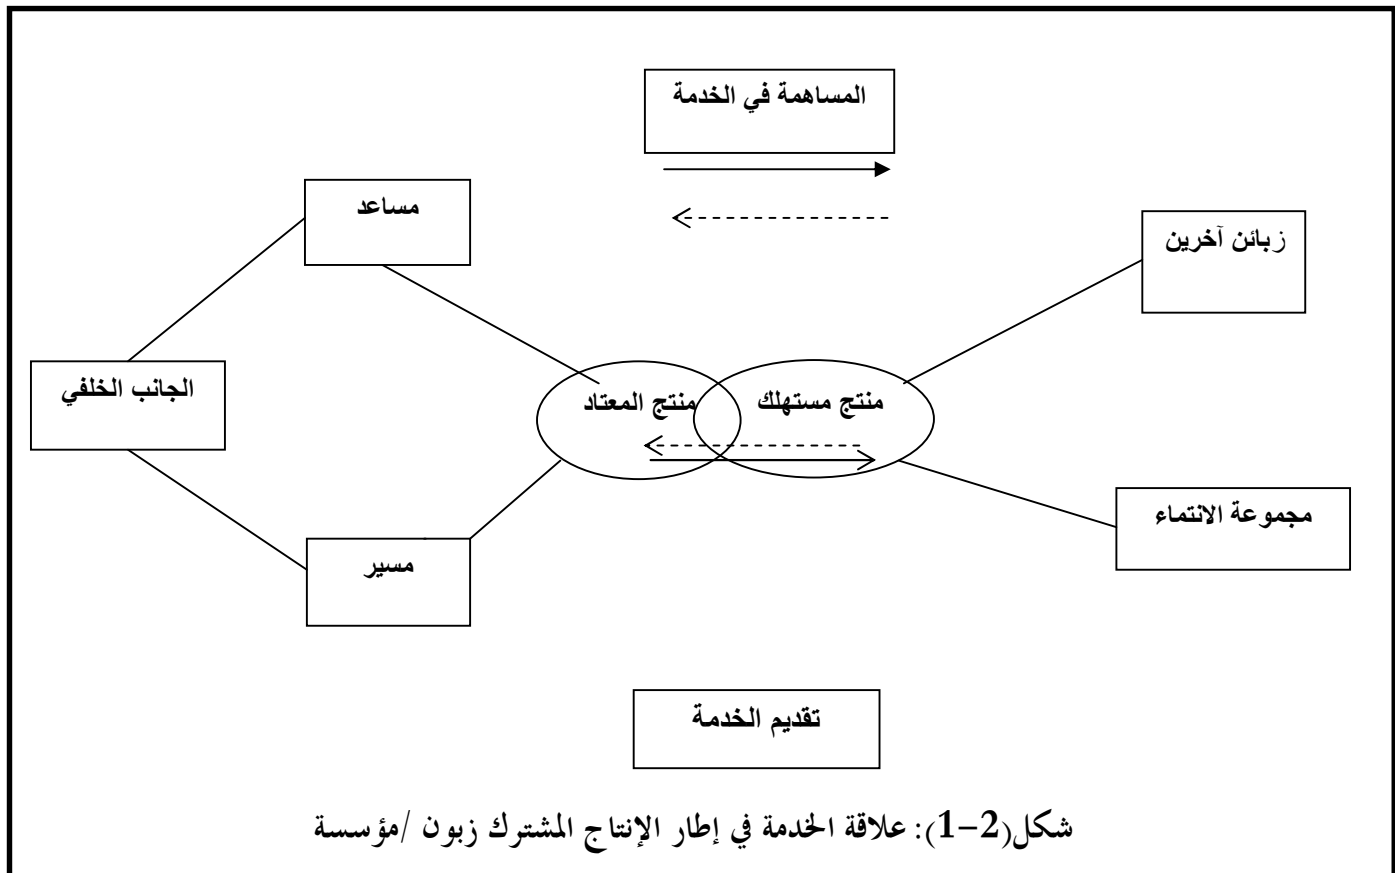 المساهمة في الخدمة
مساعد
زبائن آخرين
الجانب الخلفي
منتج المعتاد
منتج مستهلك
مجموعة الانتماء
مسير
تقديم الخدمة
شكل(2-1): علاقة الخدمة في إطار الإنتاج المشترك زبون /مؤسسة